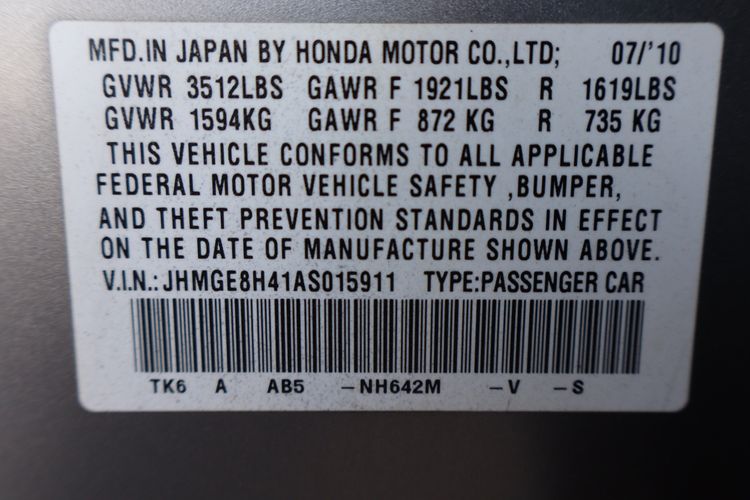 MFD.IN JAPAN BY HONDA MOTOR CO.,LTD; 07/'10
GVWR 3512LBS GAWR F 1921LBS R 1619LBS
GVWR 1594KG GAWR F 872 KG R 735 KG
THIS VEHICLE CONFORMS TO ALL APPLICABLE
FEDERAL MOTOR VEHICLE SAFETY ,BUMPER,
AND THEFT PREVENTION STANDARDS IN EFFECT
ON THE DATE OF MANUFACTURE SHOWN ABOVE.
V.I.N.: JHMGE8H41AS015911 TYPE:PASSENGER CAR
TK6 A AB5 -NH642M -V -S